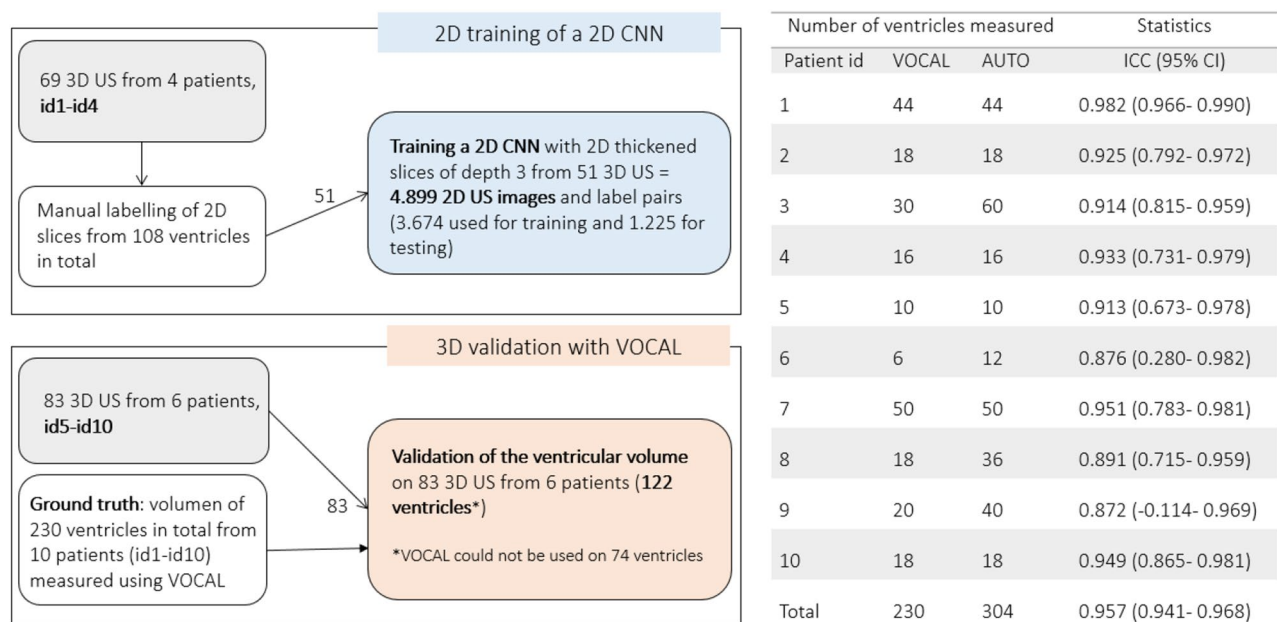 2D training of a 2D CNN
69 3D US from 4 patients,
id1-id4
Manual labelling of 2D
slices from 108 ventricles
in total
51
Training a 2D CNN with 2D thickened
slices of depth 3 from 51 3D US =
4.899 2D US images and label pairs
(3.674 used for training and 1.225 for
testing)
3D validation with VOCAL
83 3D US from 6 patients,
id5-id10
Ground truth: volumen of
230 ventricles in total from
10 patients (id1-id10)
measured using VOCAL
83
Validation of the ventricular volume
on 83 3D US from 6 patients (122
ventricles*)
*VOCAL could not be used on 74 ventricles
Number of ventricles measured Statistics
Patient id VOCAL AUTO ICC (95% CI)
1 44 44 0.982 (0.966- 0.990)
2 18 18 0.925 (0.792- 0.972)
3 30 60 0.914 (0.815- 0.959)
4 16 16 0.933 (0.731- 0.979)
5 10 10 0.913 (0.673- 0.978)
6 6 12 0.876 (0.280- 0.982)
7 50 50 0.951 (0.783- 0.981)
8 18 36 0.891 (0.715- 0.959)
9 20 40 0.872 (-0.114- 0.969)
10 18 18 0.949 (0.865- 0.981)
Total 230 304 0.957 (0.941- 0.968)